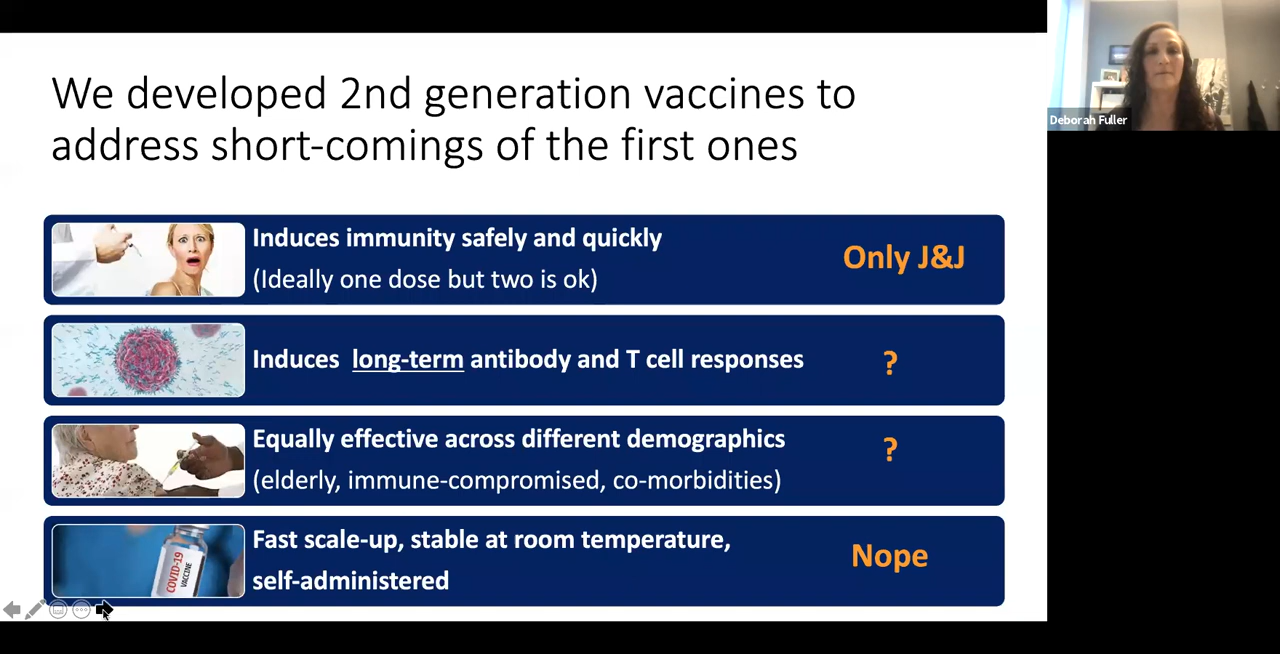 We developed 2nd generation vaccines to
address short-comings of the first ones
Induces immunity safely and quickly
(Ideally one dose but two is ok)
Only J&J
Induces long-term antibody and T cell responses
?
Equally effective across different demographics
(elderly, immune-compromised, co-morbidities)
?
COVID-19
VACCINE
Fast scale-up, stable at room temperature,
self-administered
Nope
Deborah Fuller